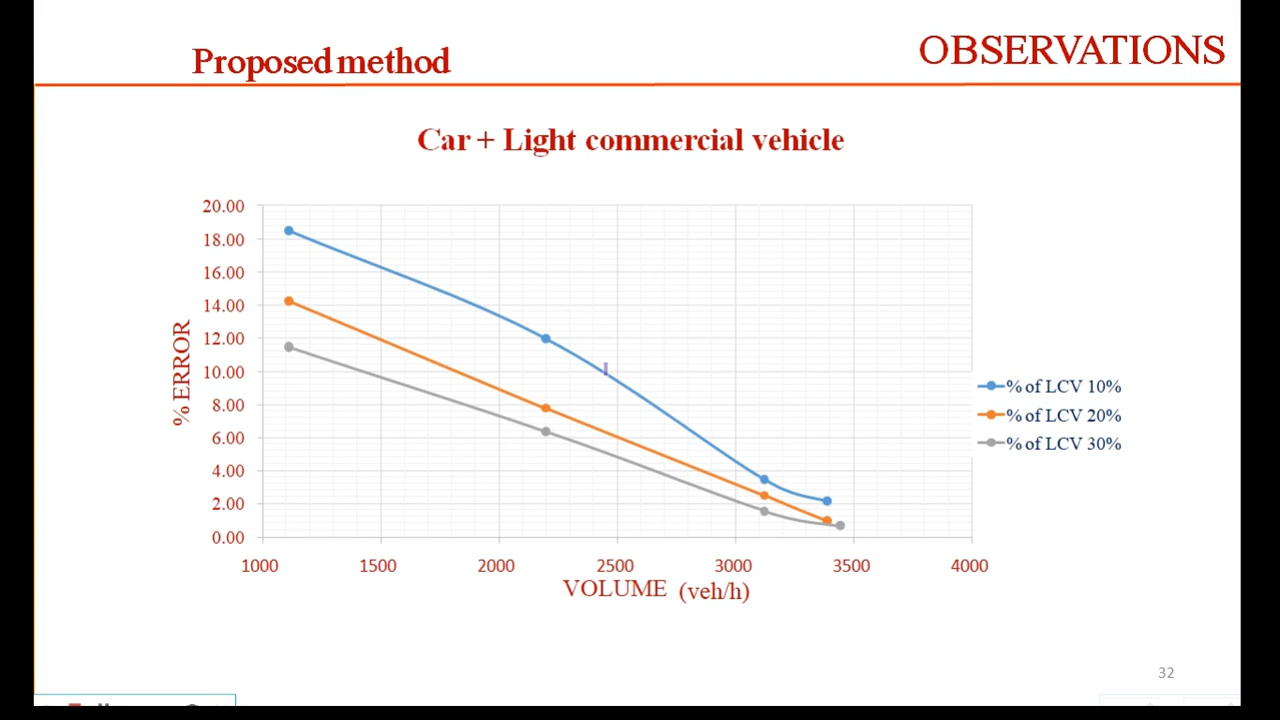 Proposed method
OBSERVATIONS
Car + Light commercial vehicle
20.00
18.00
16.00
14.00
12.00
10.00
8.00
6.00
4.00
2.00
0.00
% ERROR
1000 1500 2000 2500 3000 3500 4000
VOLUME (veh/h)
% of LCV 10%
% of LCV 20%
% of LCV 30%
32